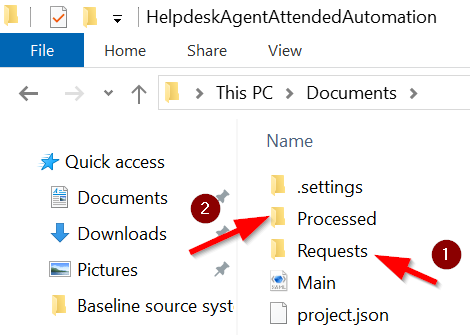 HelpdeskAgentAttendedAutomation
File Home Share View
This PC > Documents >
Name
Quick access
.settings
Documents
2
Processed
Downloads
Requests
1
Pictures
Main
Baseline source syst
project.json